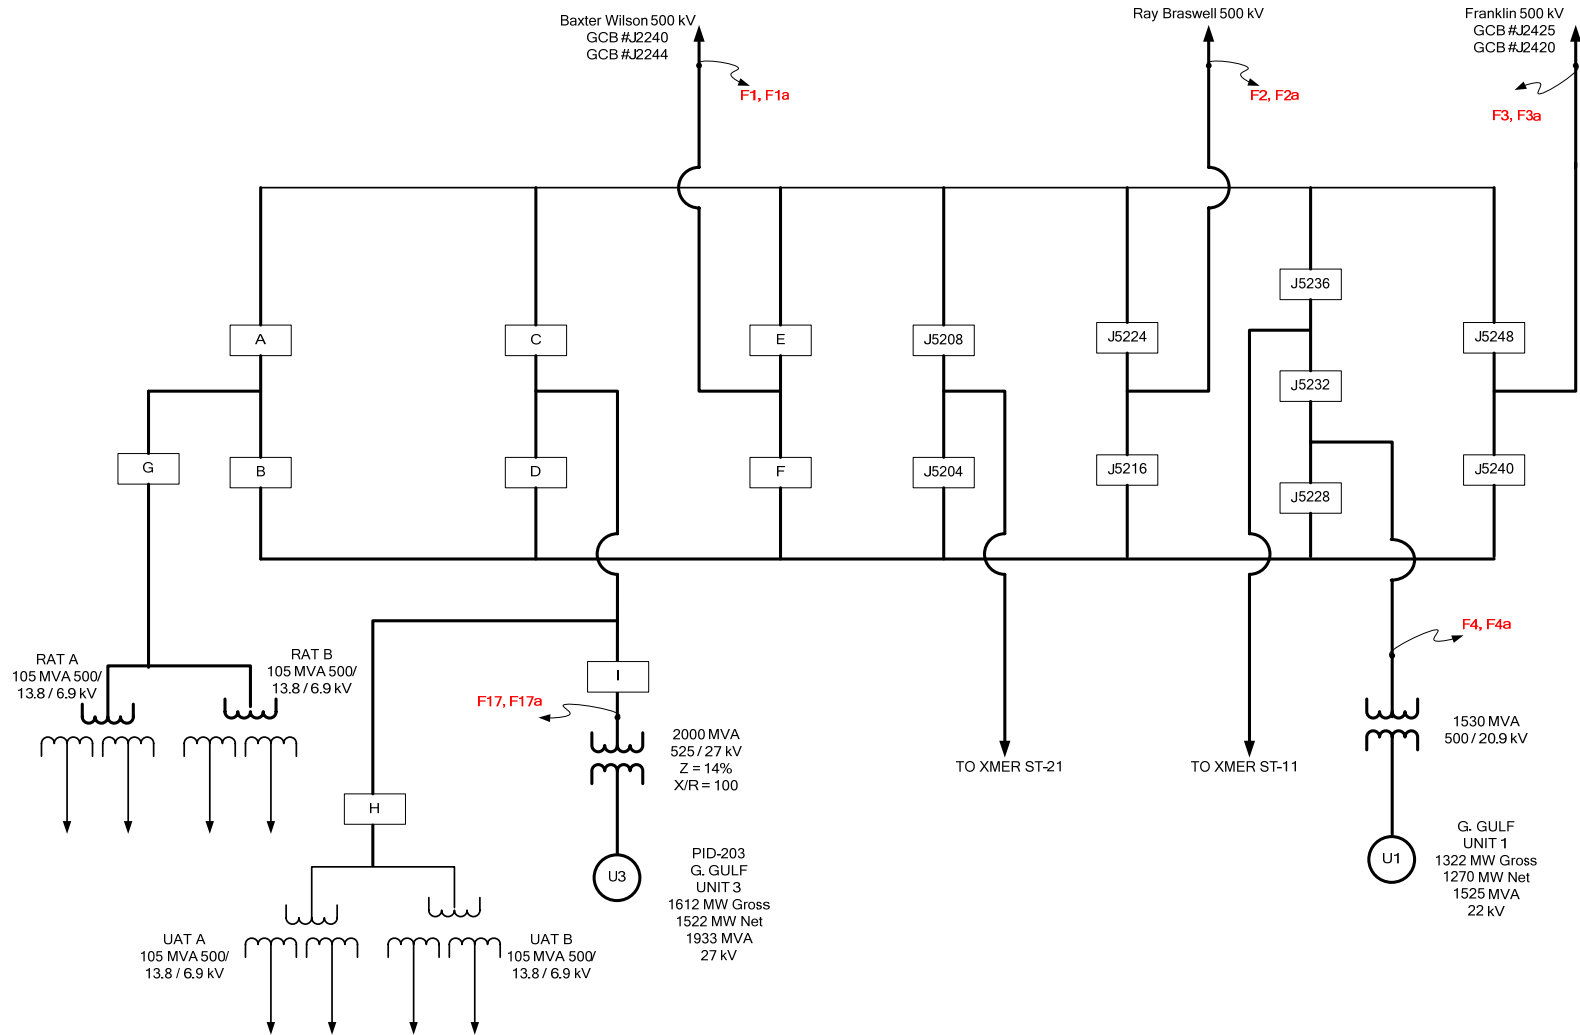 Baxter Wilson 500 kV
GCB #J2240
GCB #J2244
Ray Braswell 500 kV
Franklin 500 kV
GCB #J2425
GCB #J2420
F1, F1a
F2, F2a
F3, F3a
J5236
A
C
E
J5208
J5224
J5248
J5232
G
B
D
F
J5204
J5216
J5228
J5240
F4, F4a
RAT A
105 MVA 500/
13.8 / 6.9 kV
RAT B
105 MVA 500/
13.8 / 6.9 kV
I
F17, F17a
2000 MVA
525 / 27 kV
Z = 14%
X/R = 100
1530 MVA
500 / 20.9 kV
TO XMER ST-21
TO XMER ST-11
H
U3
PID-203
G. GULF
UNIT 3
1612 MW Gross
1522 MW Net
1933 MVA
27 kV
U1
G. GULF
UNIT 1
1322 MW Gross
1270 MW Net
1525 MVA
22 kV
UAT A
105 MVA 500/
13.8 / 6.9 kV
UAT B
105 MVA 500/
13.8 / 6.9 kV